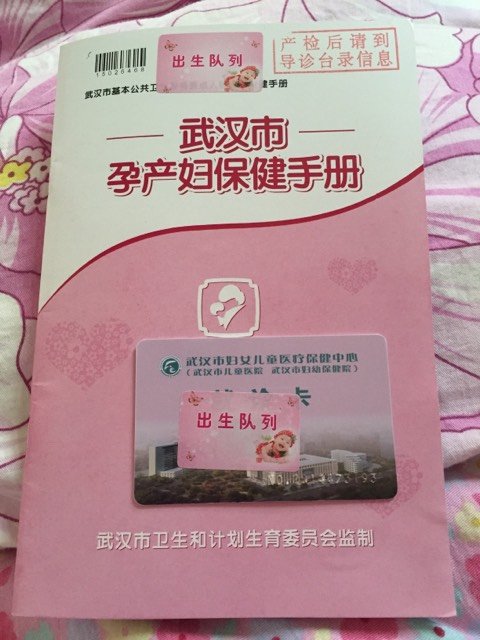 15026468
出生队列
产检后请到
导诊台录信息
武汉市基本公共卫 健手册
武汉市
孕产妇保健手册
武汉市妇女儿童医疗保健中心
(武汉市儿童医院 武汉市妇幼保健院)
卡
出生队列
武汉市卫生和计划生育委员会监制